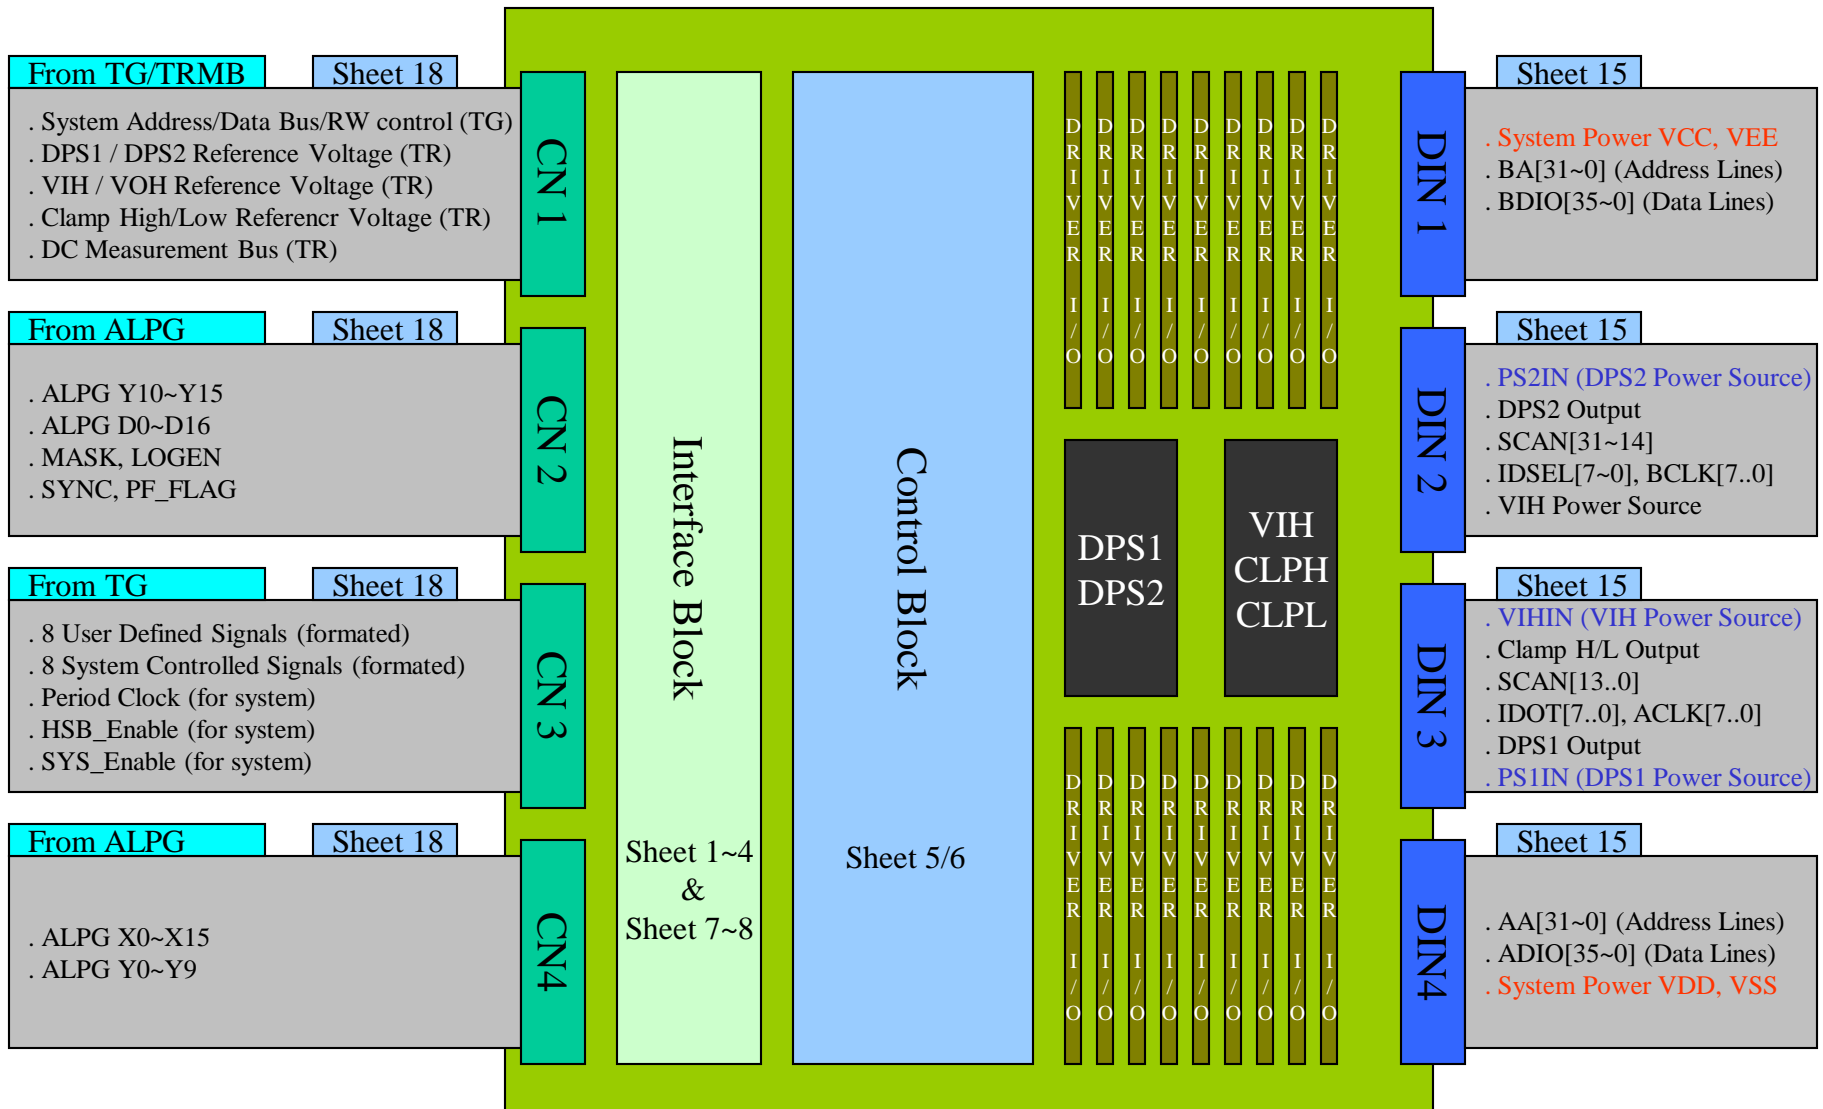 From TG/TRMB
Sheet 18
. System Address/Data Bus/RW control (TG)
. DPS1 / DPS2 Reference Voltage (TR)
. VIH / VOH Reference Voltage (TR)
. Clamp High/Low Referencr Voltage (TR)
. DC Measurement Bus (TR)
CN 1
From ALPG
Sheet 18
. ALPG Y10~Y15
. ALPG D0~D16
. MASK, LOGEN
. SYNC, PF_FLAG
CN 2
From TG
Sheet 18
. 8 User Defined Signals (formated)
. 8 System Controlled Signals (formated)
. Period Clock (for system)
. HSB_Enable (for system)
. SYS_Enable (for system)
CN 3
From ALPG
Sheet 18
. ALPG X0~X15
. ALPG Y0~Y9
CN4
Interface Block
Sheet 1~4
&
Sheet 7~8
Control Block
Sheet 5/6
DRIVER I/O
DRIVER I/O
DRIVER I/O
DRIVER I/O
DRIVER I/O
DRIVER I/O
DRIVER I/O
DRIVER I/O
DRIVER I/O
DPS1
DPS2
VIH
CLPH
CLPL
DRIVER I/O
DRIVER I/O
DRIVER I/O
DRIVER I/O
DRIVER I/O
DRIVER I/O
DRIVER I/O
DRIVER I/O
DRIVER I/O
DIN 1
Sheet 15
. System Power VCC, VEE
. BA[31~0] (Address Lines)
. BDIO[35~0] (Data Lines)
DIN 2
Sheet 15
. PS2IN (DPS2 Power Source)
. DPS2 Output
. SCAN[31~14]
. IDSEL[7~0], BCLK[7..0]
. VIH Power Source
DIN 3
Sheet 15
. VIHIN (VIH Power Source)
. Clamp H/L Output
. SCAN[13..0]
. IDOT[7..0], ACLK[7..0]
. DPS1 Output
. PS1IN (DPS1 Power Source)
DIN4
Sheet 15
. AA[31~0] (Address Lines)
. ADIO[35~0] (Data Lines)
. System Power VDD, VSS